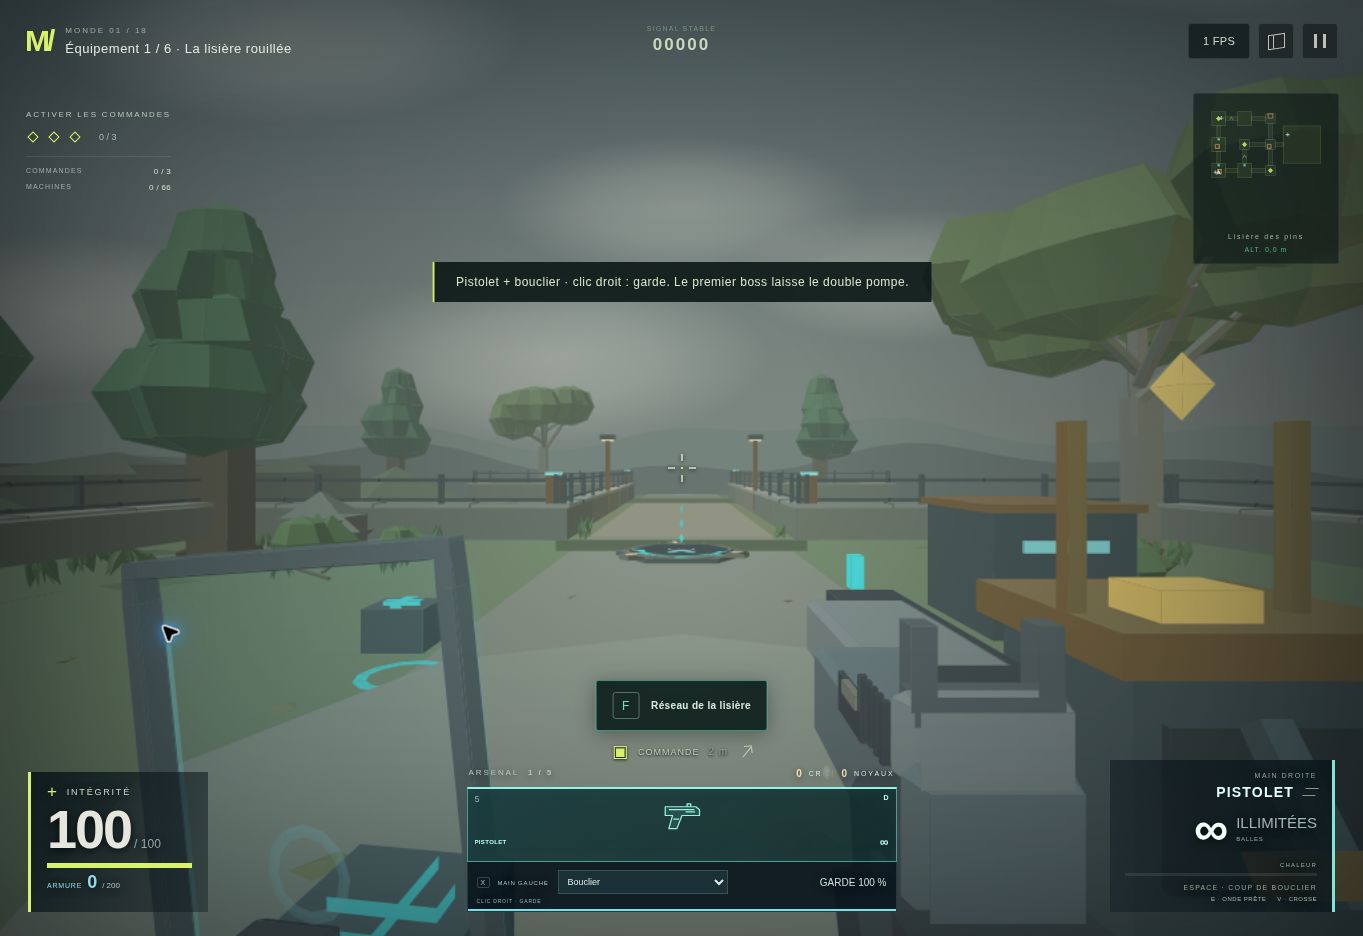 M/
MONDE 01 / 18
Équipement 1 / 6 · La lisière rouillée
SIGNAL STABLE
00000
1 FPS
ACTIVER LES COMMANDES
0 / 3
COMMANDES 0 / 3
MACHINES 0 / 66
Lisière des pins
ALT. 0,0 m
Pistolet + bouclier · clic droit : garde. Le premier boss laisse le double pompe.
F Réseau de la lisière
COMMANDE 2 m
ARSENAL 1 / 5
0 CR 0 NOYAUX
5 D
PISTOLET ∞
X MAIN GAUCHE Bouclier GARDE 100 %
CLIC DROIT · GARDE
+ INTÉGRITÉ
100 / 100
ARMURE 0 / 200
MAIN DROITE
PISTOLET
∞ ILLIMITÉES
BALLES
CHALEUR
ESPACE · COUP DE BOUCLIER
E · ONDE PRÊTE V · CROSSE